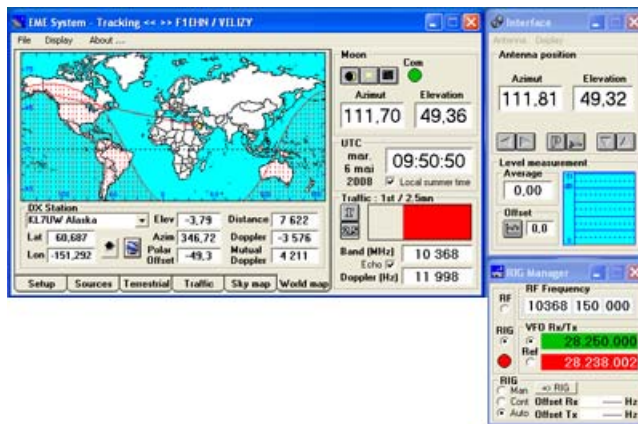 EME System - Tracking << >> F1EHN / VELIZY
File Display About ...
Moon
Com
Azimut Elevation
111,70 49,36
UTC
mar.
6 mai
2008
09:50:50
Local summer time
Traffic : 1st / 2.5mn
Band (MHz) 10 368
Echo
Doppler (Hz) 11 998
DX Station
KL7UW Alaska
Elev -3,79 Distance 7 622
Lat 60,687
Azim 346,72 Doppler -3 576
Lon -151,292
Polar Offset -49,3 Mutual Doppler 4 211
Setup Sources Terrestrial Traffic Sky map World map
Interface
Antenna Display
Antenna position
Azimut Elevation
111.81 49,32
Level measurement
Average
0,00
Offset
0,0
RIG Manager
RF Frequency
RF
10368 150 000
RIG
VFO Rx/Tx
28.250.000
Ref
28.238.002
RIG
Man => RIG
Cont Offset Rx Hz
Auto Offset Tx Hz